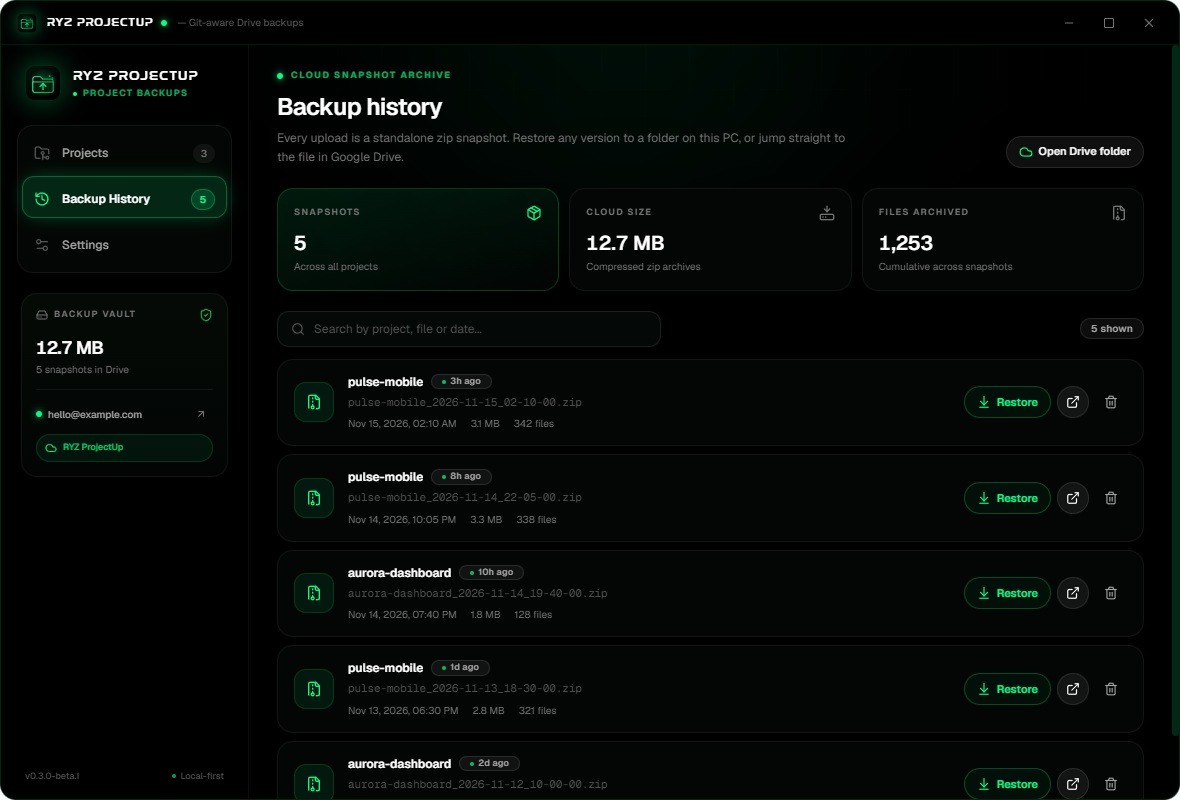 RYZ PROJECTUP — Git-aware Drive backups
RYZ PROJECTUP
PROJECT BACKUPS
Projects 3
Backup History 5
Settings
BACKUP VAULT
12.7 MB
5 snapshots in Drive
hello@example.com
RYZ ProjectUp
v0.3.0-beta.1 Local-first
CLOUD SNAPSHOT ARCHIVE
Backup history
Every upload is a standalone zip snapshot. Restore any version to a folder on this PC, or jump straight to
the file in Google Drive.
Open Drive folder
SNAPSHOTS
5
Across all projects
CLOUD SIZE
12.7 MB
Compressed zip archives
FILES ARCHIVED
1,253
Cumulative across snapshots
Search by project, file or date...
5 shown
pulse-mobile 3h ago
pulse-mobile_2026-11-15_02-10-00.zip
Nov 15, 2026, 02:10 AM 3.1 MB 342 files
Restore
pulse-mobile 8h ago
pulse-mobile_2026-11-14_22-05-00.zip
Nov 14, 2026, 10:05 PM 3.3 MB 338 files
Restore
aurora-dashboard 10h ago
aurora-dashboard_2026-11-14_19-40-00.zip
Nov 14, 2026, 07:40 PM 1.8 MB 128 files
Restore
pulse-mobile 1d ago
pulse-mobile_2026-11-13_18-30-00.zip
Nov 13, 2026, 06:30 PM 2.8 MB 321 files
Restore
aurora-dashboard 2d ago
aurora-dashboard_2026-11-12_10-00-00.zip
Restore